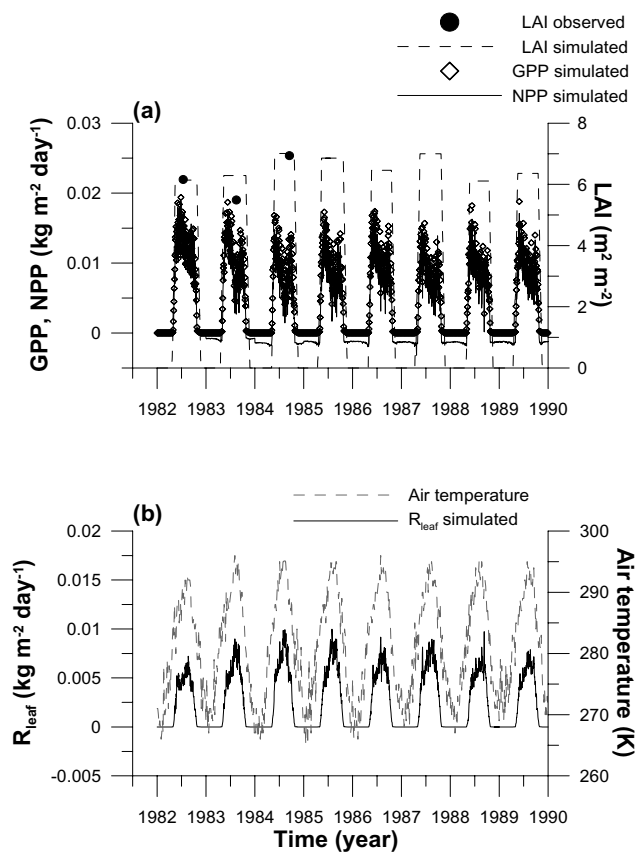 LAI observed
LAI simulated
GPP simulated
NPP simulated
(a)
GPP, NPP (kg m⁻² day⁻¹)
0.03
0.02
0.01
0
LAI (m² m⁻²)
8
6
4
2
0
1982 1983 1984 1985 1986 1987 1988 1989 1990
Air temperature
R_leaf simulated
(b)
R_leaf (kg m⁻² day⁻¹)
0.02
0.015
0.01
0.005
0
-0.005
Air temperature (K)
300
290
280
270
260
1982 1983 1984 1985 1986 1987 1988 1989 1990
Time (year)